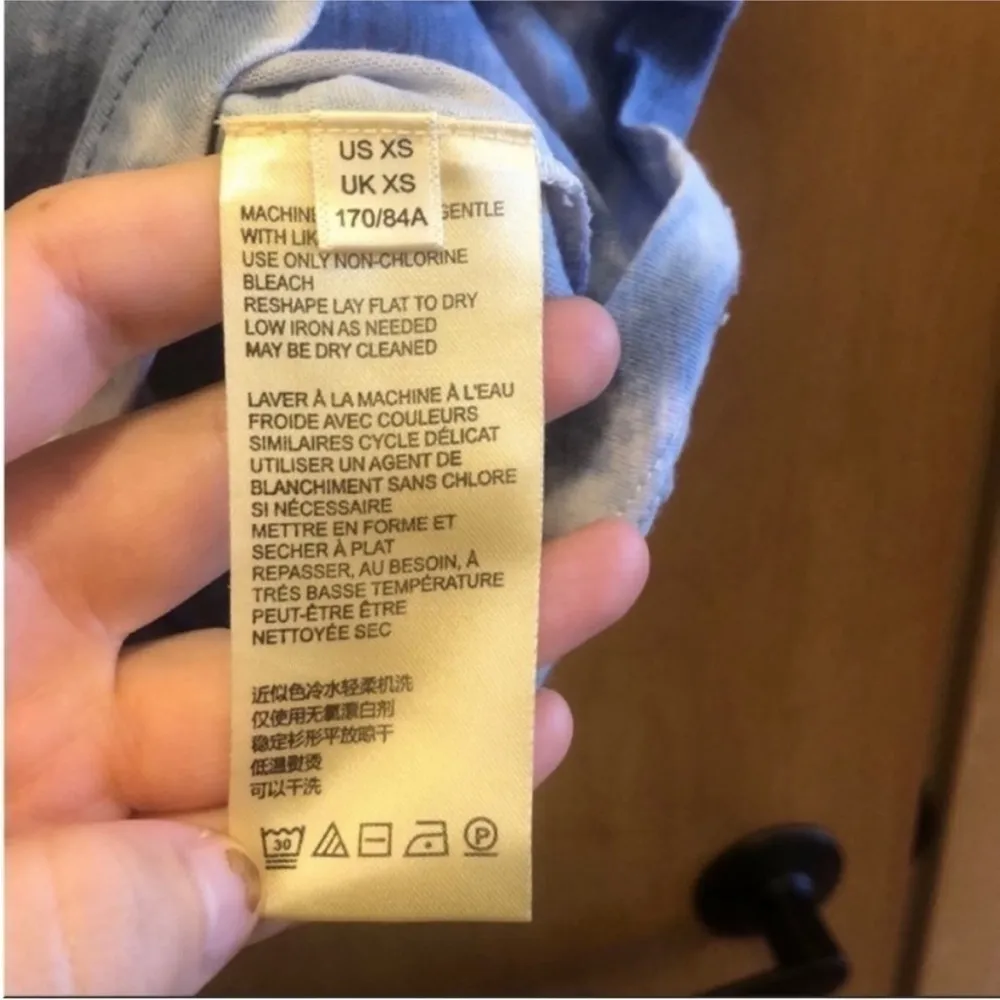 US XS
UK XS
170/84A
MACHINE GENTLE
WITH LIK
USE ONLY NON-CHLORINE
BLEACH
RESHAPE LAY FLAT TO DRY
LOW IRON AS NEEDED
MAY BE DRY CLEANED
LAVER À LA MACHINE À L'EAU
FROIDE AVEC COULEURS
SIMILAIRES CYCLE DÉLICAT
UTILISER UN AGENT DE
BLANCHIMENT SANS CHLORE
SI NÉCESSAIRE
METTRE EN FORME ET
SECHER À PLAT
REPASSER, AU BESOIN, À
TRÉS BASSE TEMPÉRATURE
PEUT-ÊTRE ÊTRE
NETTOYÉE SEC
近似色冷水轻柔机洗
仅使用无氯漂白剂
稳定衫形平放晾干
低温熨烫
可以干洗
30 P